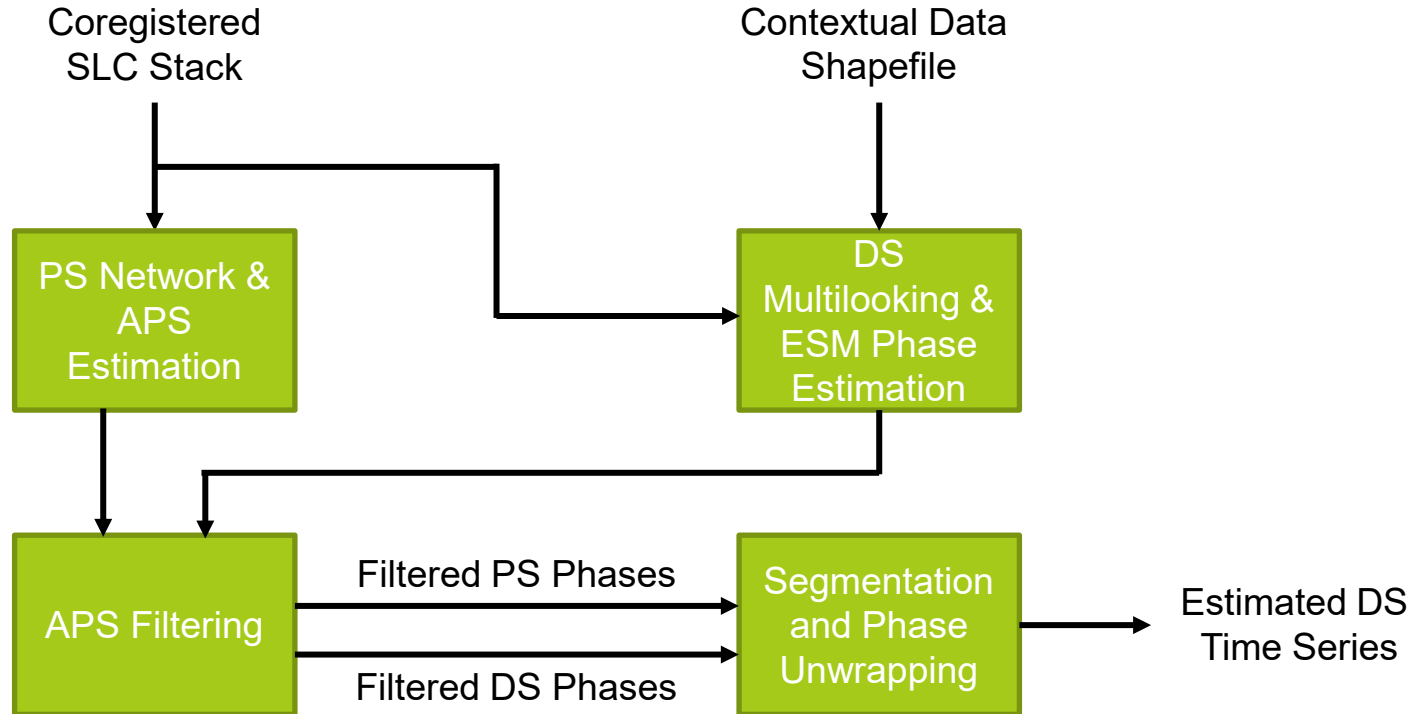 Coregistered
SLC Stack
Contextual Data
Shapefile
PS Network &
APS
Estimation
DS
Multilooking &
ESM Phase
Estimation
APS Filtering
Filtered PS Phases
Filtered DS Phases
Segmentation
and Phase
Unwrapping
Estimated DS
Time Series